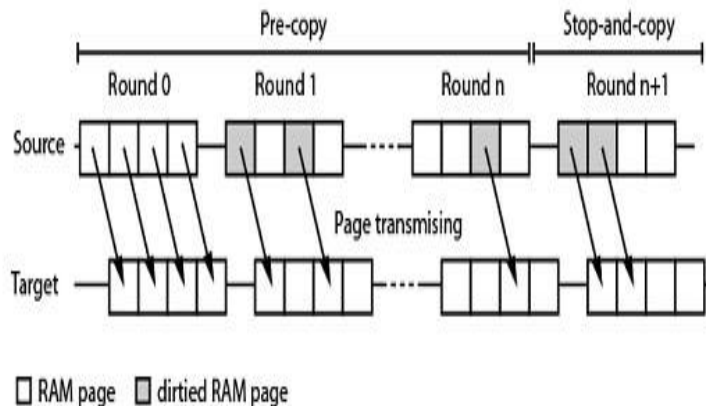 Pre-copy Stop-and-copy
Round 0 Round 1 Round n Round n+1
Source
Page transmising
Target
RAM page dirtied RAM page